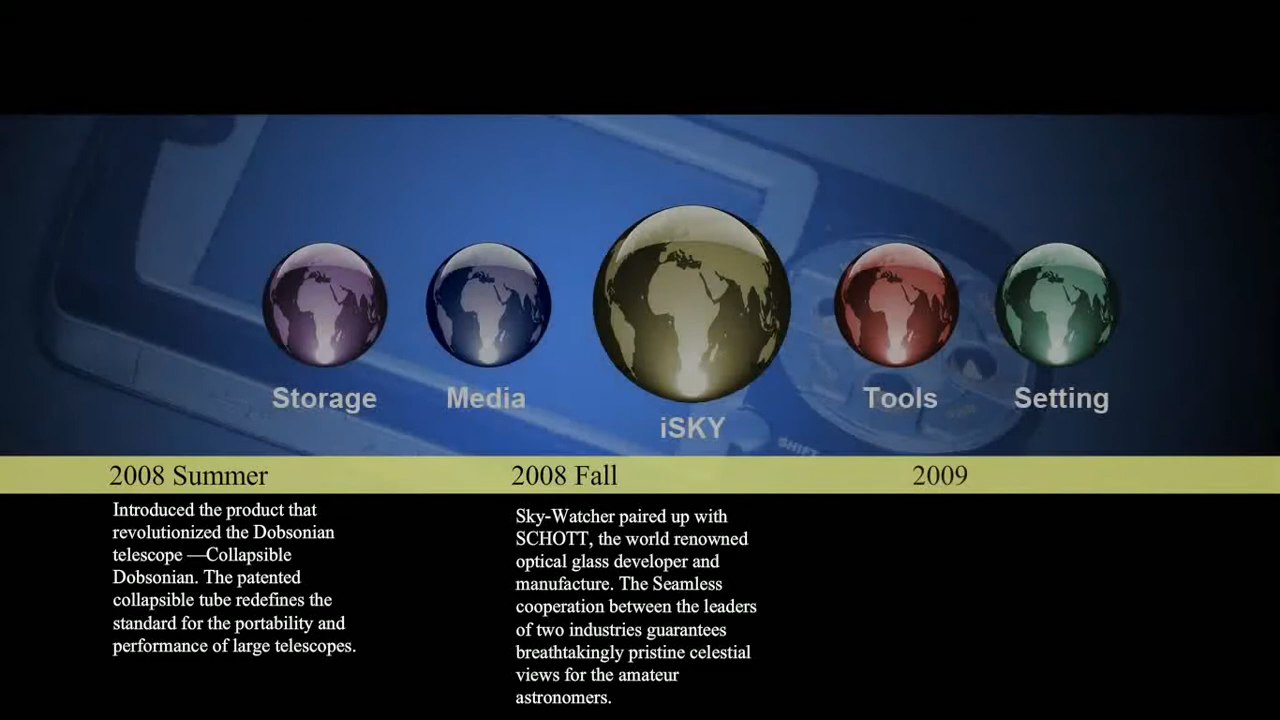 Storage
Media
iSKY
Tools
Setting
SHIFT
2008 Summer
2008 Fall
2009
Introduced the product that
revolutionized the Dobsonian
telescope —Collapsible
Dobsonian. The patented
collapsible tube redefines the
standard for the portability and
performance of large telescopes.
Sky-Watcher paired up with
SCHOTT, the world renowned
optical glass developer and
manufacture. The Seamless
cooperation between the leaders
of two industries guarantees
breathtakingly pristine celestial
views for the amateur
astronomers.